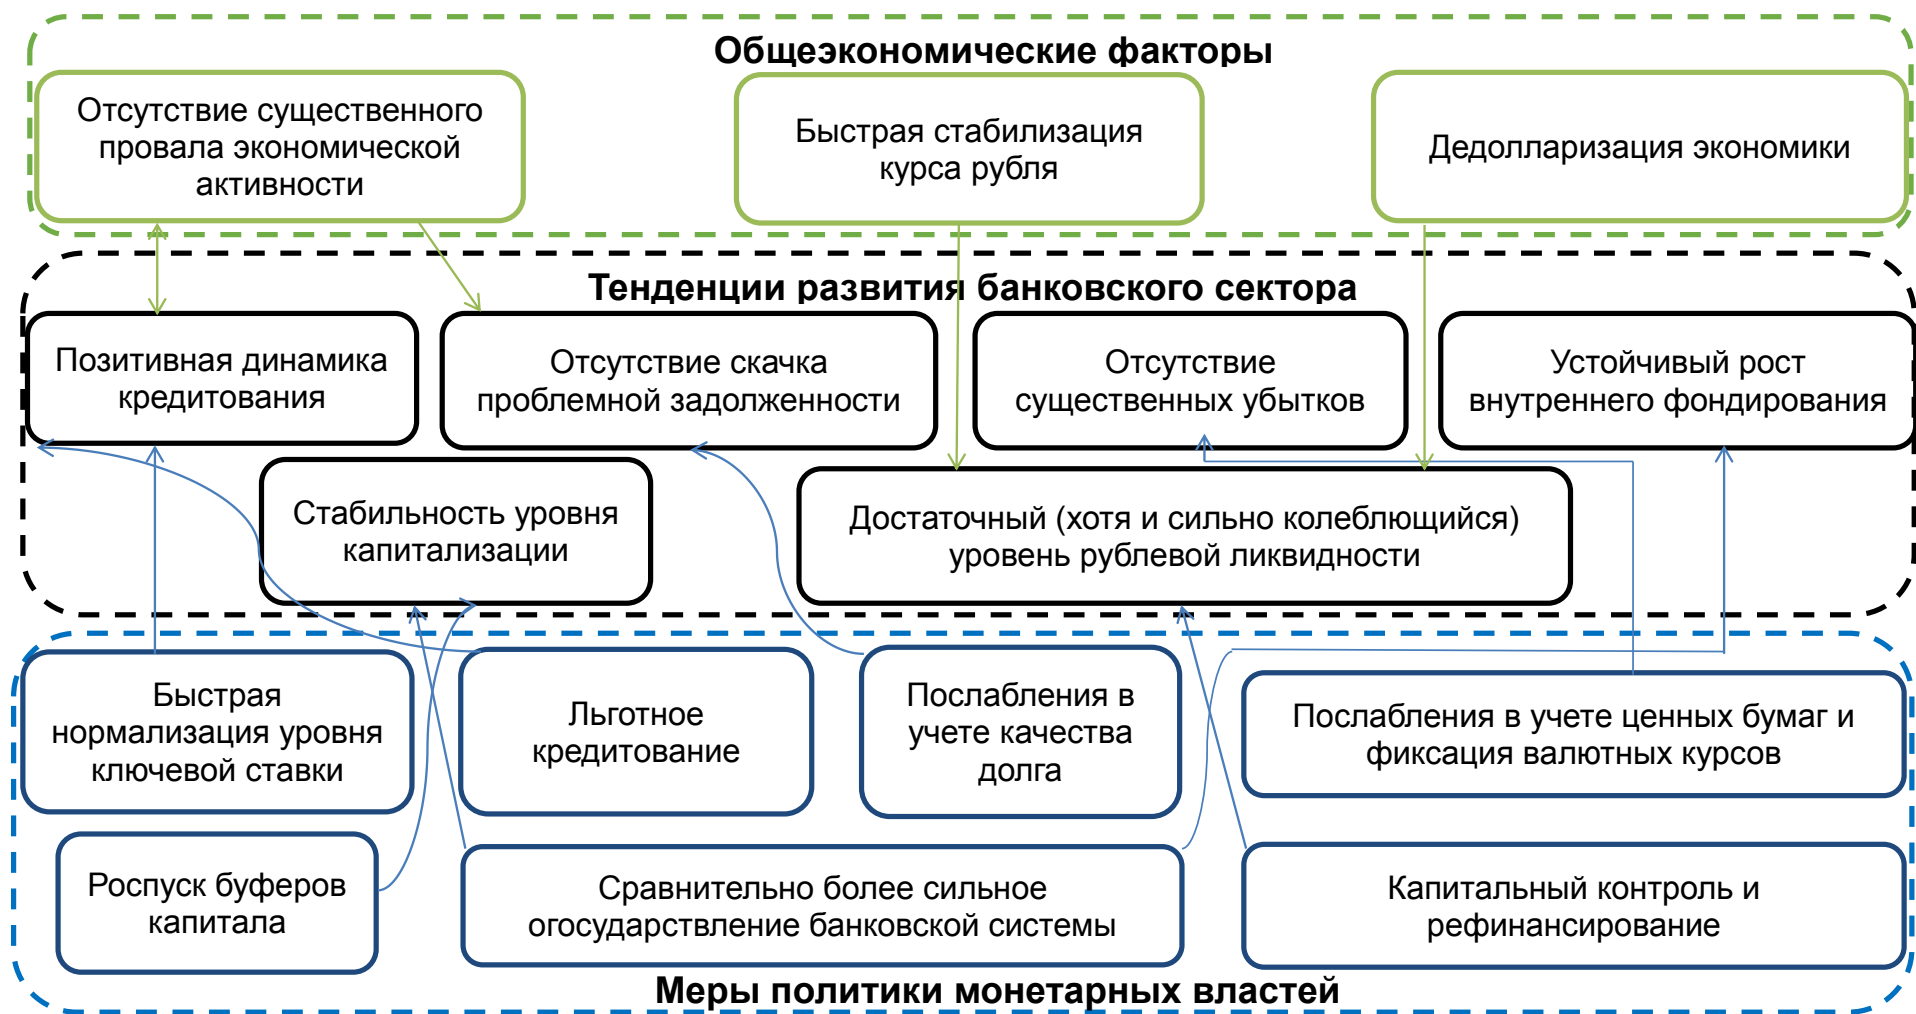 Общеэкономические факторы
Отсутствие существенного
провала экономической
активности
Быстрая стабилизация
курса рубля
Дедолларизация экономики
Тенденции развития банковского сектора
Позитивная динамика
кредитования
Отсутствие скачка
проблемной задолженности
Отсутствие
существенных убытков
Устойчивый рост
внутреннего фондирования
Стабильность уровня
капитализации
Достаточный (хотя и сильно колеблющийся)
уровень рублевой ликвидности
Быстрая
нормализация уровня
ключевой ставки
Льготное
кредитование
Послабления в
учете качества
долга
Послабления в учете ценных бумаг и
фиксация валютных курсов
Роспуск буферов
капитала
Сравнительно более сильное
огосударствление банковской системы
Капитальный контроль и
рефинансирование
Меры политики монетарных властей